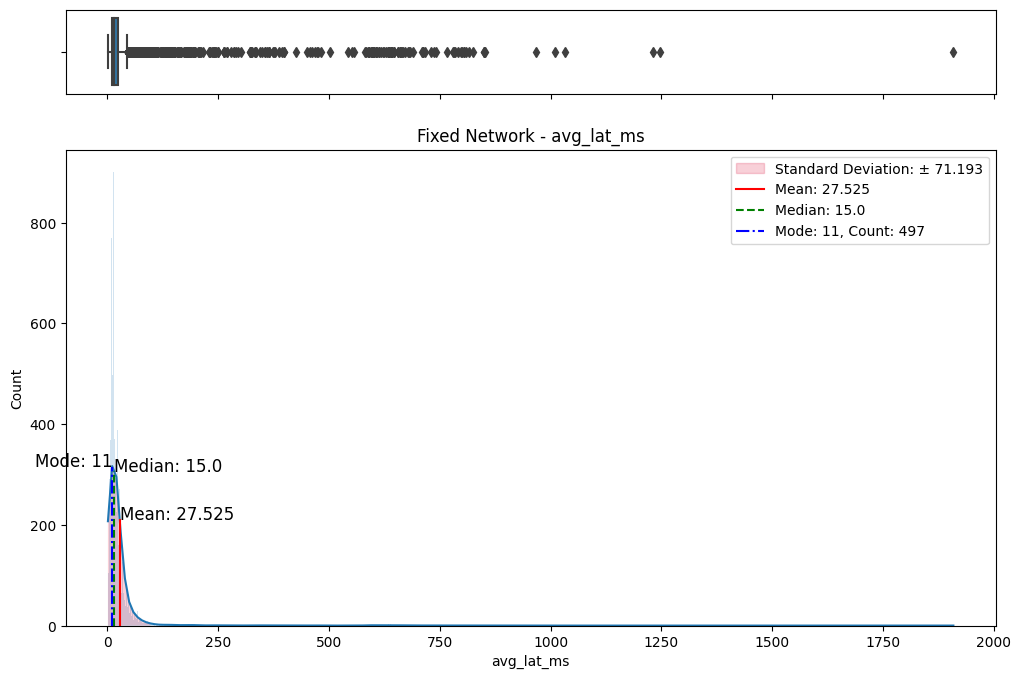 Fixed Network - avg_lat_ms
Standard Deviation: ± 71.193
Mean: 27.525
Median: 15.0
Mode: 11, Count: 497
800
600
400
200
0
Count
Mode: 11
Median: 15.0
Mean: 27.525
0
250
500
750
1000
1250
1500
1750
2000
avg_lat_ms